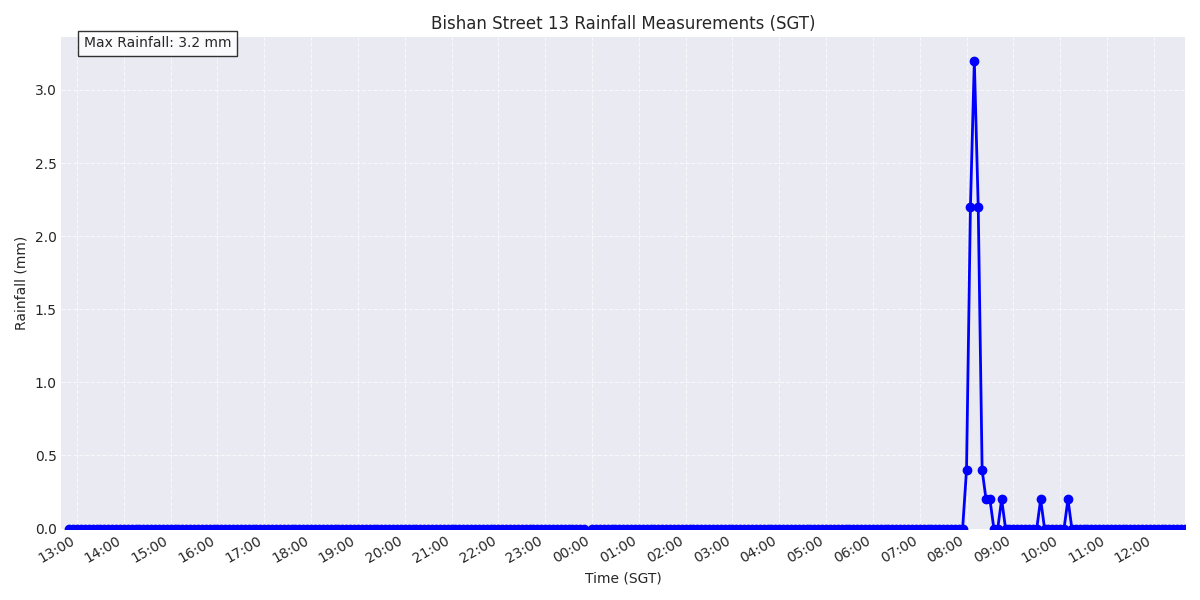 Bishan Street 13 Rainfall Measurements (SGT)
Max Rainfall: 3.2 mm
3.0
2.5
2.0
1.5
1.0
0.5
0.0
Rainfall (mm)
13:00 14:00 15:00 16:00 17:00 18:00 19:00 20:00 21:00 22:00 23:00 00:00 01:00 02:00 03:00 04:00 05:00 06:00 07:00 08:00 09:00 10:00 11:00 12:00
Time (SGT)